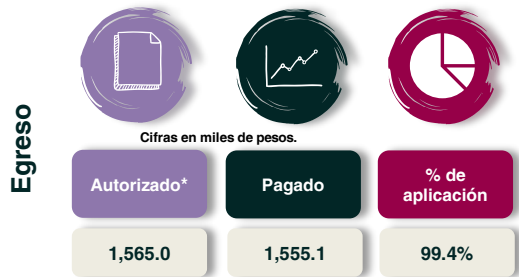 Egreso
Cifras en miles de pesos.
Autorizado*
Pagado
% de
aplicación
1,565.0
1,555.1
99.4%